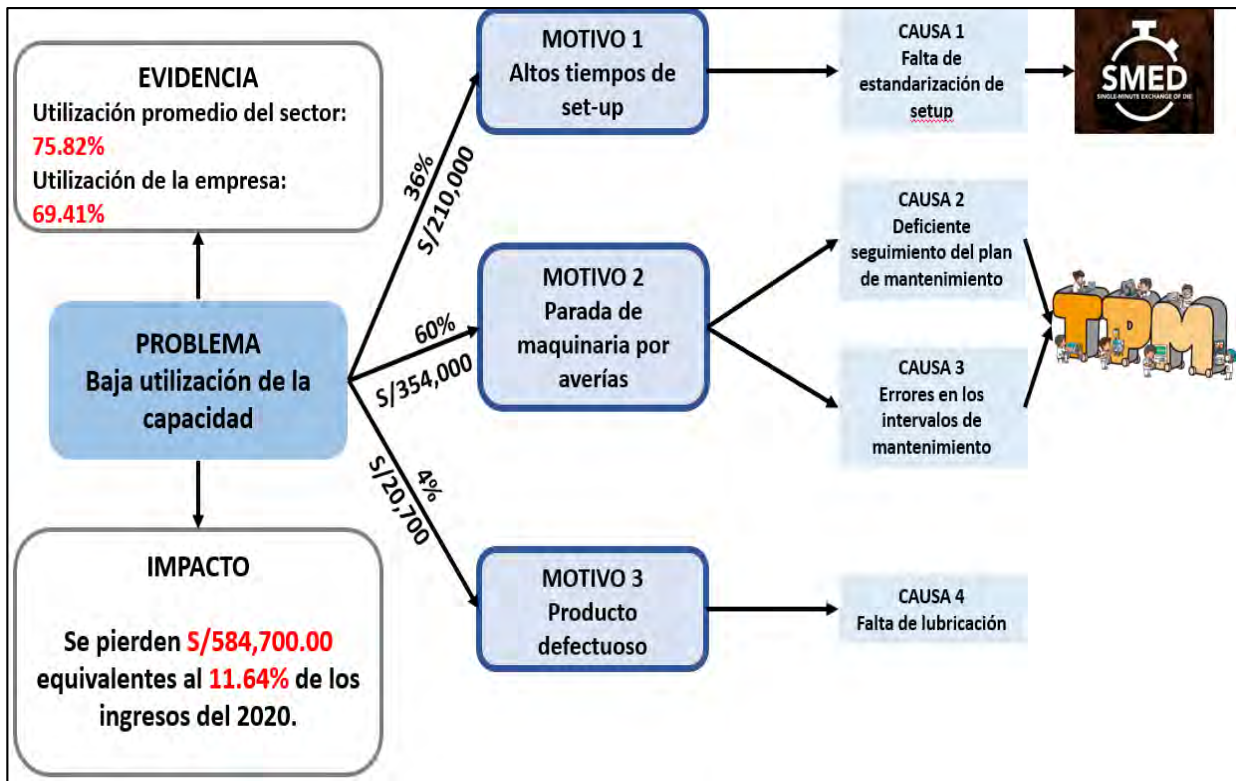 EVIDENCIA
Utilización promedio del sector:
75.82%
Utilización de la empresa:
69.41%
PROBLEMA
Baja utilización de la
capacidad
IMPACTO
Se pierden S/584,700.00
equivalentes al 11.64% de los
ingresos del 2020.
36%
S/210,000
60%
S/354,000
4%
S/20,700
MOTIVO 1
Altos tiempos de
set-up
MOTIVO 2
Parada de
maquinaria por
averías
MOTIVO 3
Producto
defectuoso
CAUSA 1
Falta de
estandarización de
setup
CAUSA 2
Deficiente
seguimiento del plan
de mantenimiento
CAUSA 3
Errores en los
intervalos de
mantenimiento
CAUSA 4
Falta de lubricación
SMED
SINGLE-MINUTE EXCHANGE OF DIE
TPM